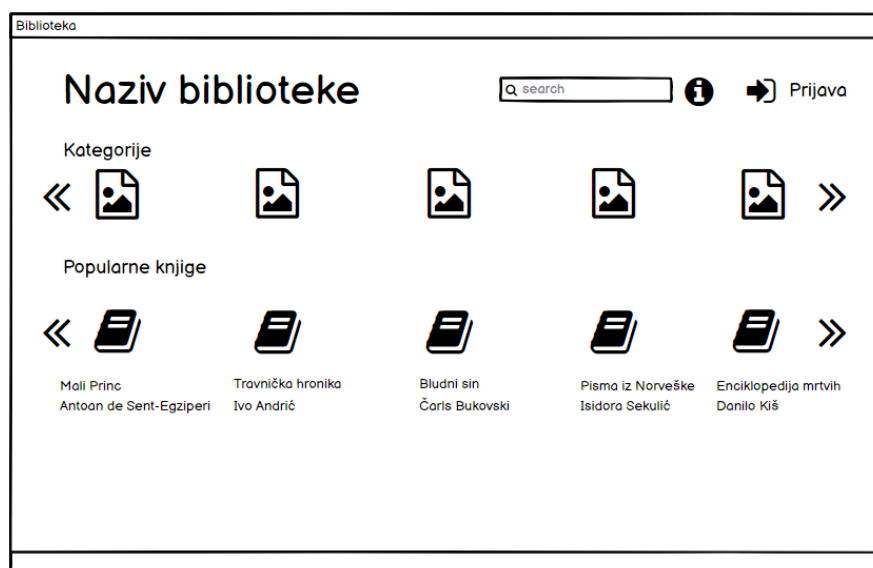 Biblioteka
Naziv biblioteke
search
Prijava
Kategorije
Popularne knjige
Mali Princ
Antoan de Sent-Egziperi
Travnička hronika
Ivo Andrić
Bludni sin
Čarls Bukovski
Pisma iz Norveške
Isidora Sekulić
Enciklopedija mrtvih
Danilo Kiš